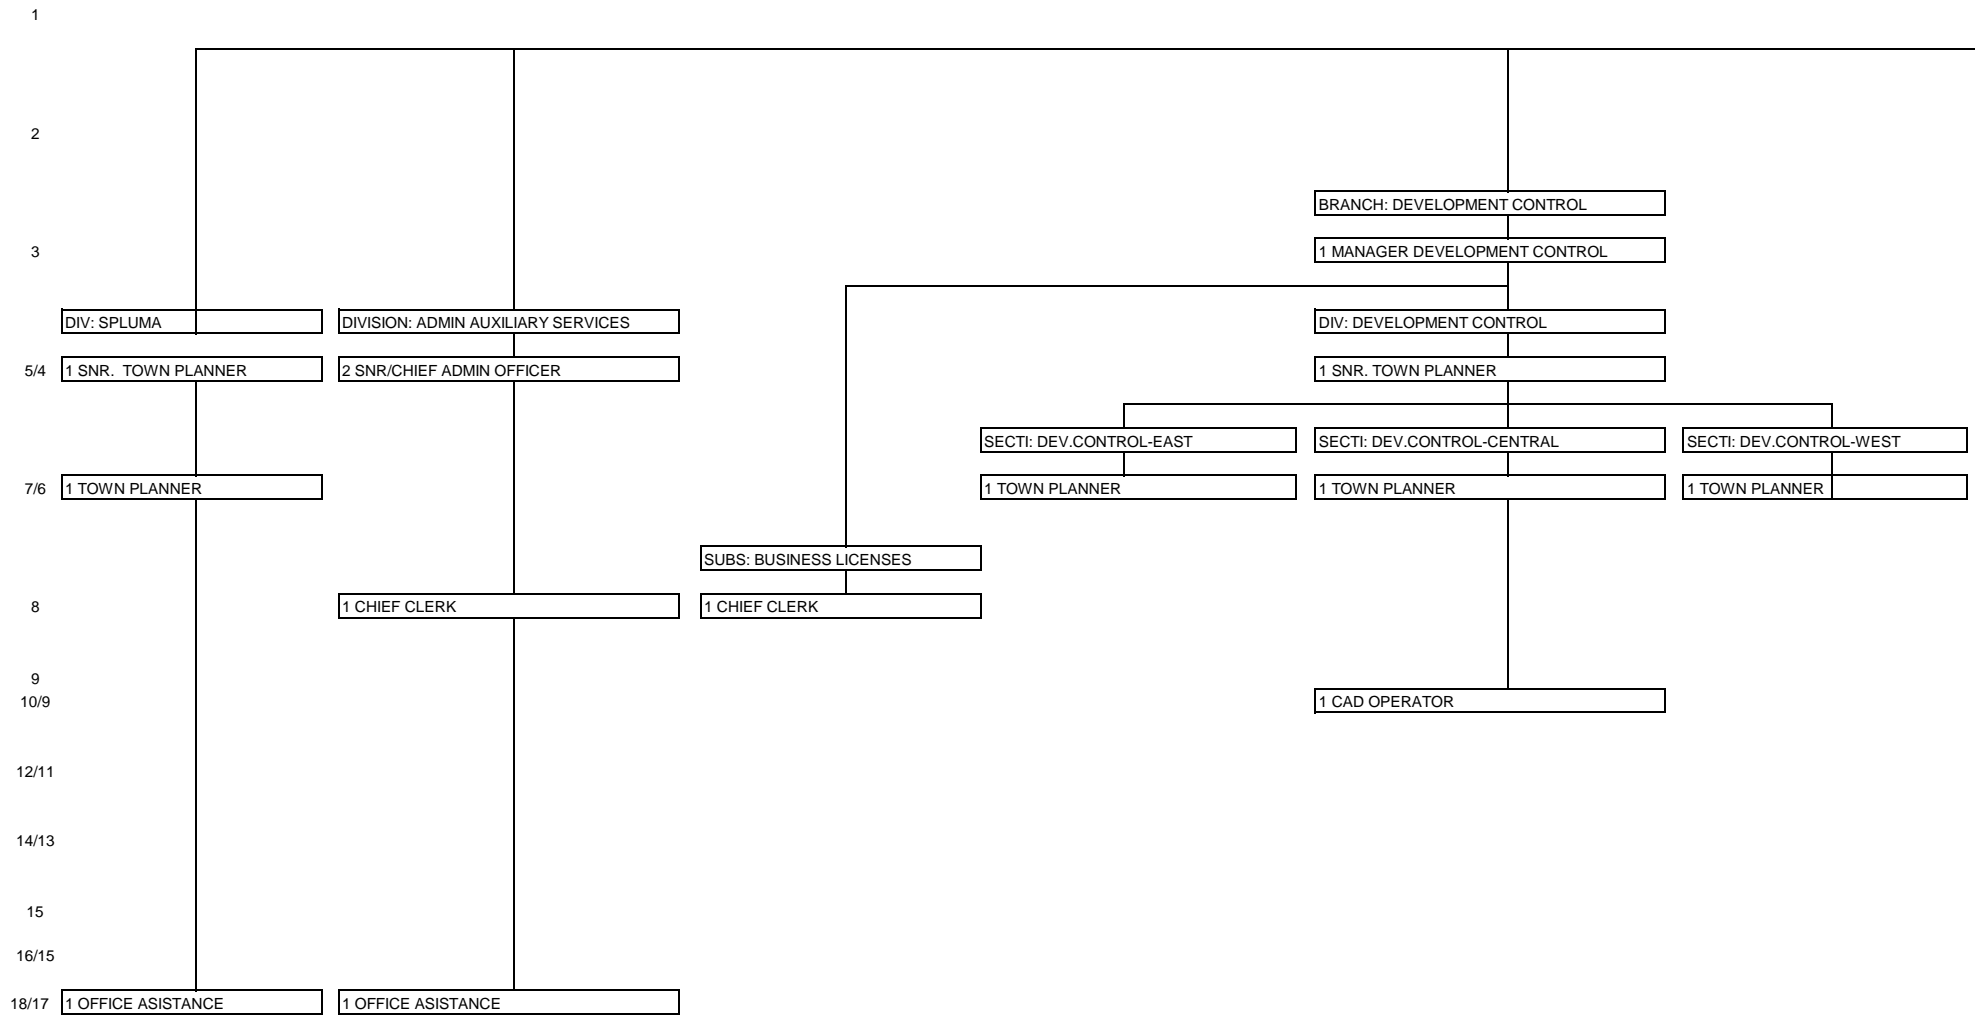 1
2
BRANCH: DEVELOPMENT CONTROL
3
1 MANAGER DEVELOPMENT CONTROL
DIV: SPLUMA
DIVISION: ADMIN AUXILIARY SERVICES
DIV: DEVELOPMENT CONTROL
5/4
1 SNR.  TOWN PLANNER
2 SNR/CHIEF ADMIN OFFICER
1 SNR. TOWN PLANNER
SECTI: DEV.CONTROL-EAST
SECTI: DEV.CONTROL-CENTRAL
SECTI: DEV.CONTROL-WEST
7/6
1 TOWN PLANNER
1 TOWN PLANNER
1 TOWN PLANNER
1 TOWN PLANNER
SUBS: BUSINESS LICENSES
8
1 CHIEF CLERK
1 CHIEF CLERK
9
10/9
1 CAD OPERATOR
12/11
14/13
15
16/15
18/17
1 OFFICE ASISTANCE
1 OFFICE ASISTANCE